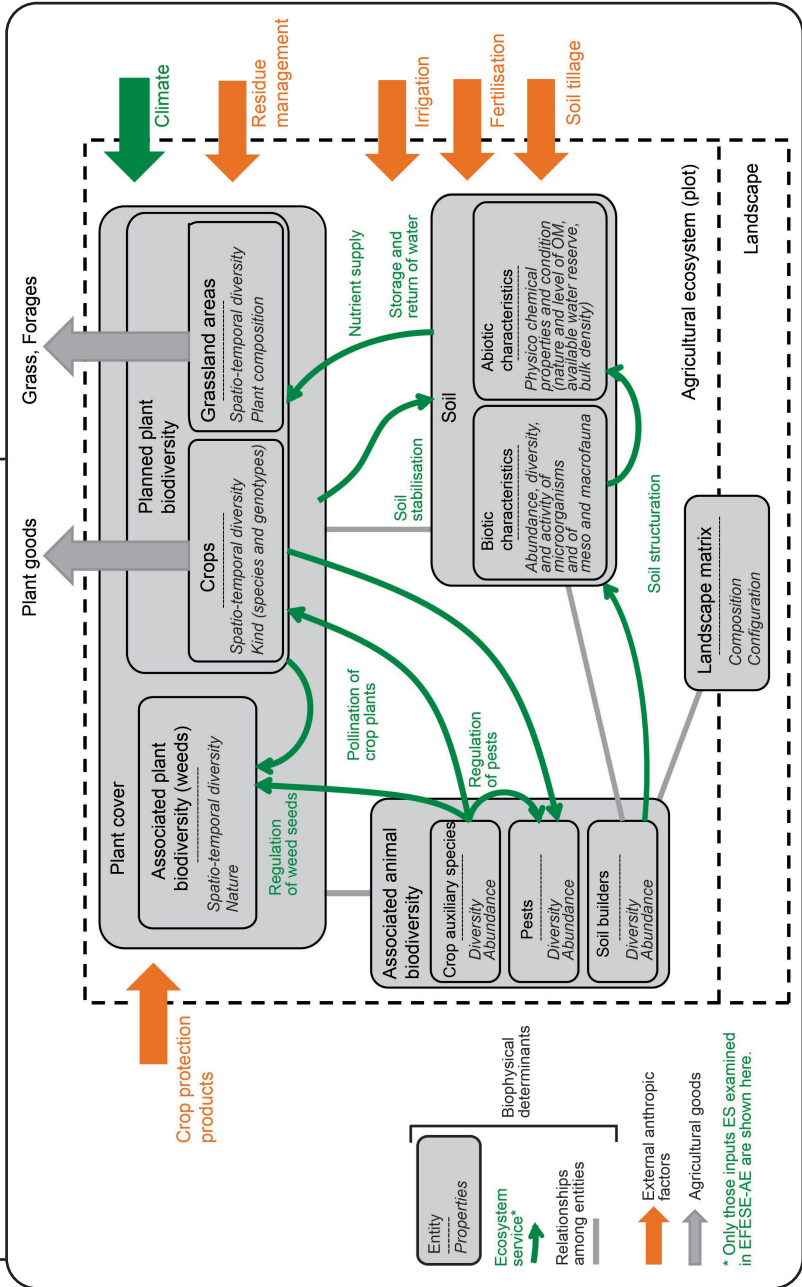 Plant goods
Grass, Forages
Crop protection
products
Climate
Residue
management
Irrigation
Fertilisation
Soil tillage
Plant cover
Associated plant
biodiversity (weeds)
Spatio-temporal diversity
Nature
Planned plant
biodiversity
Crops
Spatio-temporal diversity
Kind (species and genotypes)
Grassland areas
Spatio-temporal diversity
Plant composition
Regulation
of weed seeds
Pollination of
crop plants
Regulation
of pests
Soil
stabilisation
Nutrient supply
Storage and
return of water
Associated animal
biodiversity
Crop auxiliary species
Diversity
Abundance
Pests
Diversity
Abundance
Soil builders
Diversity
Abundance
Soil
Biotic
characteristics
Abundance, diversity,
and activity of
microorganisms
and of
meso and macrofauna
Abiotic
characteristics
Physico chemical
properties and condition
(nature and level of OM,
available water reserve,
bulk density)
Soil structuration
Agricultural ecosystem (plot)
Landscape matrix
Composition
Configuration
Landscape
Entity
Properties
Ecosystem
service*
Relationships
among entities
Biophysical
determinants
External anthropic
factors
Agricultural goods
* Only those inputs ES examined
in EFESE-AE are shown here.